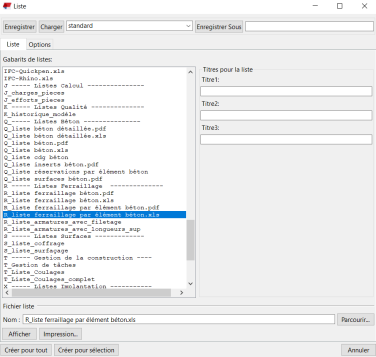 Liste
Enregistrer Charger standard Enregistrer Sous
Liste Options
Gabarits de listes:
IFC-Quickpen.xls
IFC-Rhino.xls
J ----- Listes Calcul ---------------
J_charges_pieces
J_efforts_pieces
K ----- Listes Qualité --------------
K_historique_modèle
Q_----- Listes Béton ---------------
Q_liste béton détaillée.pdf
Q_liste béton détaillée.xls
Q_liste béton.pdf
Q_liste béton.xls
Q_liste cdg béton
Q_liste inserts béton.pdf
Q_liste réservations par élément béton
Q_liste surfaces béton.pdf
R ----- Listes Ferraillage --------------
R_liste ferraillage béton.pdf
R_liste ferraillage béton.xls
R_liste ferraillage par élément béton.pdf
R_liste ferraillage par élément béton.xls
R_liste_armatures_avec_filetage
R_liste_armatures_avec_longueurs_sup
S ----- Listes Surfaces -------------
S_liste_coffrage
S_liste_surfaçage
T ----- Gestion de la construction ----
T_Gestion de tâches
T_Liste_Coulages
T_Liste_Coulages_complet
X ----- Listes Implantation -----------
Titres pour la liste
Titre1:
Titre2:
Titre3:
Fichier liste
Nom : R_liste ferraillage par élément béton.xls Parcourir...
Afficher Impression...
Créer pour tout Créer pour sélection Annuler